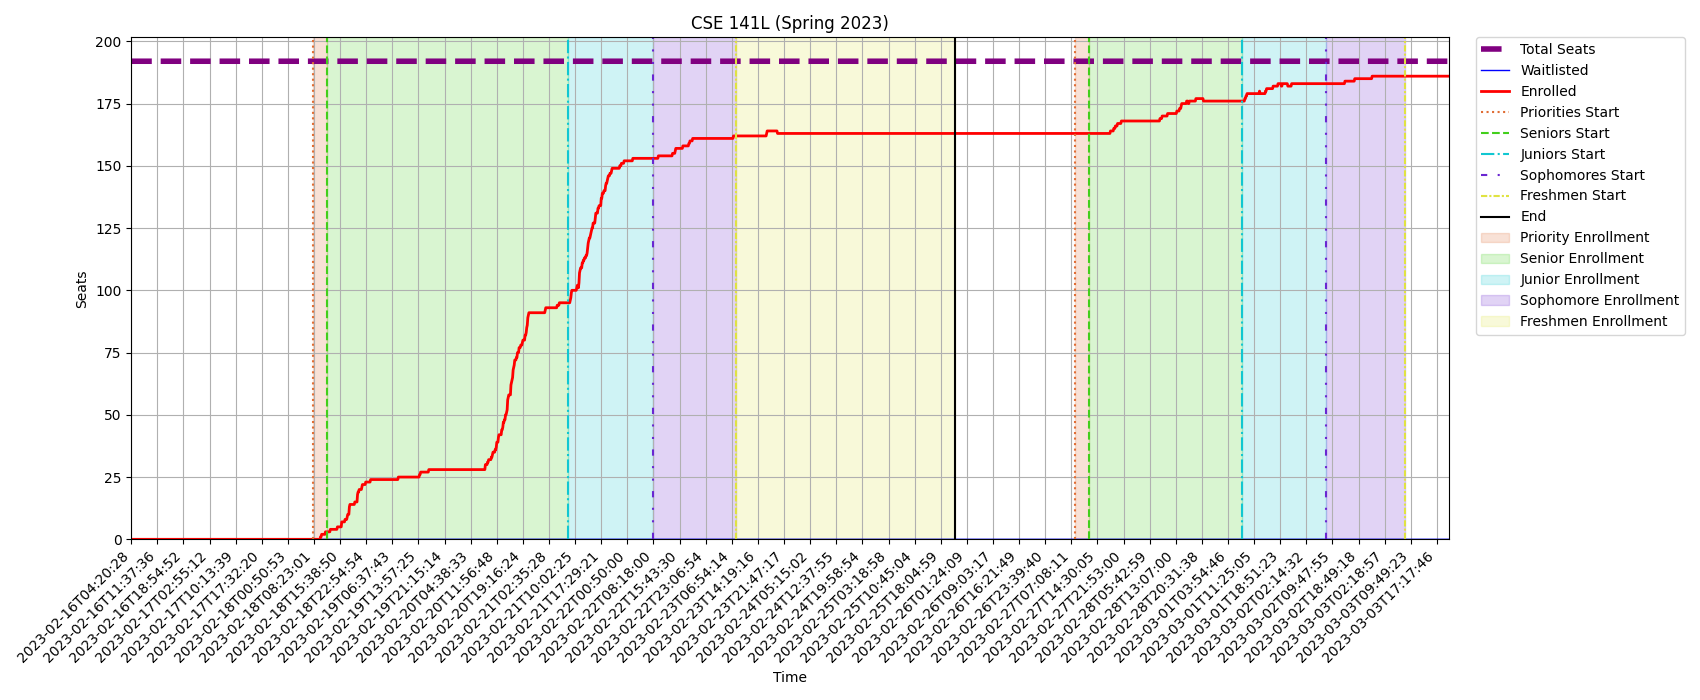 CSE 141L (Spring 2023)
Seats
200
175
150
125
100
75
50
25
0
2023-02-16T04:20:28
2023-02-16T11:37:36
2023-02-16T18:54:52
2023-02-17T02:55:12
2023-02-17T10:13:39
2023-02-17T17:32:20
2023-02-18T00:50:53
2023-02-18T08:23:01
2023-02-18T15:38:50
2023-02-18T22:54:54
2023-02-19T06:37:43
2023-02-19T13:57:25
2023-02-19T21:15:14
2023-02-20T04:38:33
2023-02-20T11:56:48
2023-02-20T19:16:24
2023-02-21T02:35:28
2023-02-21T10:02:25
2023-02-21T17:29:21
2023-02-22T00:50:00
2023-02-22T08:18:00
2023-02-22T15:43:30
2023-02-22T23:06:54
2023-02-23T06:54:14
2023-02-23T14:19:16
2023-02-23T21:47:17
2023-02-24T05:15:02
2023-02-24T12:37:55
2023-02-24T19:58:54
2023-02-25T03:18:58
2023-02-25T10:45:04
2023-02-25T18:04:59
2023-02-26T01:24:09
2023-02-26T09:03:17
2023-02-26T16:21:49
2023-02-26T23:39:40
2023-02-27T07:08:11
2023-02-27T14:30:05
2023-02-27T21:53:00
2023-02-28T05:42:59
2023-02-28T13:07:00
2023-02-28T20:31:38
2023-03-01T03:54:46
2023-03-01T11:25:05
2023-03-01T18:51:23
2023-03-02T02:14:32
2023-03-02T09:47:55
2023-03-02T18:49:18
2023-03-03T02:18:57
2023-03-03T09:49:23
2023-03-03T17:17:46
Time
Total Seats
Waitlisted
Enrolled
Priorities Start
Seniors Start
Juniors Start
Sophomores Start
Freshmen Start
End
Priority Enrollment
Senior Enrollment
Junior Enrollment
Sophomore Enrollment
Freshmen Enrollment